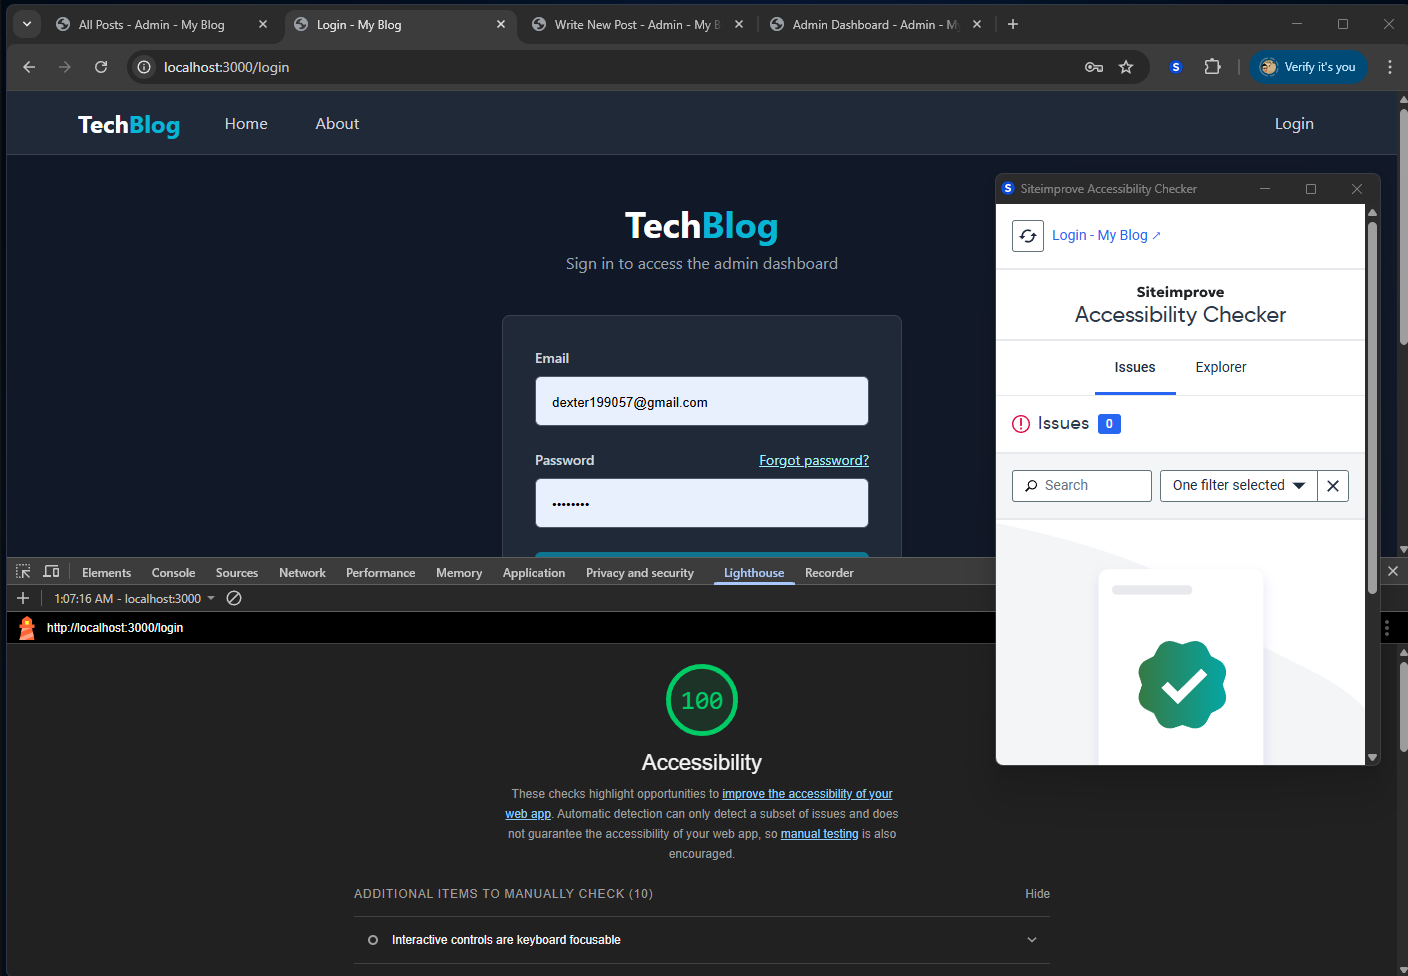 All Posts - Admin - My Blog
Login - My Blog
Write New Post - Admin - My B
Admin Dashboard - Admin - M
localhost:3000/login
S
Verify it's you
TechBlog
Home
About
Login
TechBlog
Sign in to access the admin dashboard
Email
dexter199057@gmail.com
Password
Forgot password?
••••••••
S Siteimprove Accessibility Checker
Login - My Blog ↗
Siteimprove
Accessibility Checker
Issues
Explorer
Issues 0
Search
One filter selected
Elements
Console
Sources
Network
Performance
Memory
Application
Privacy and security
Lighthouse
Recorder
1:07:16 AM - localhost:3000
http://localhost:3000/login
100
Accessibility
These checks highlight opportunities to improve the accessibility of your
web app. Automatic detection can only detect a subset of issues and does
not guarantee the accessibility of your web app, so manual testing is also
encouraged.
ADDITIONAL ITEMS TO MANUALLY CHECK (10)
Hide
Interactive controls are keyboard focusable